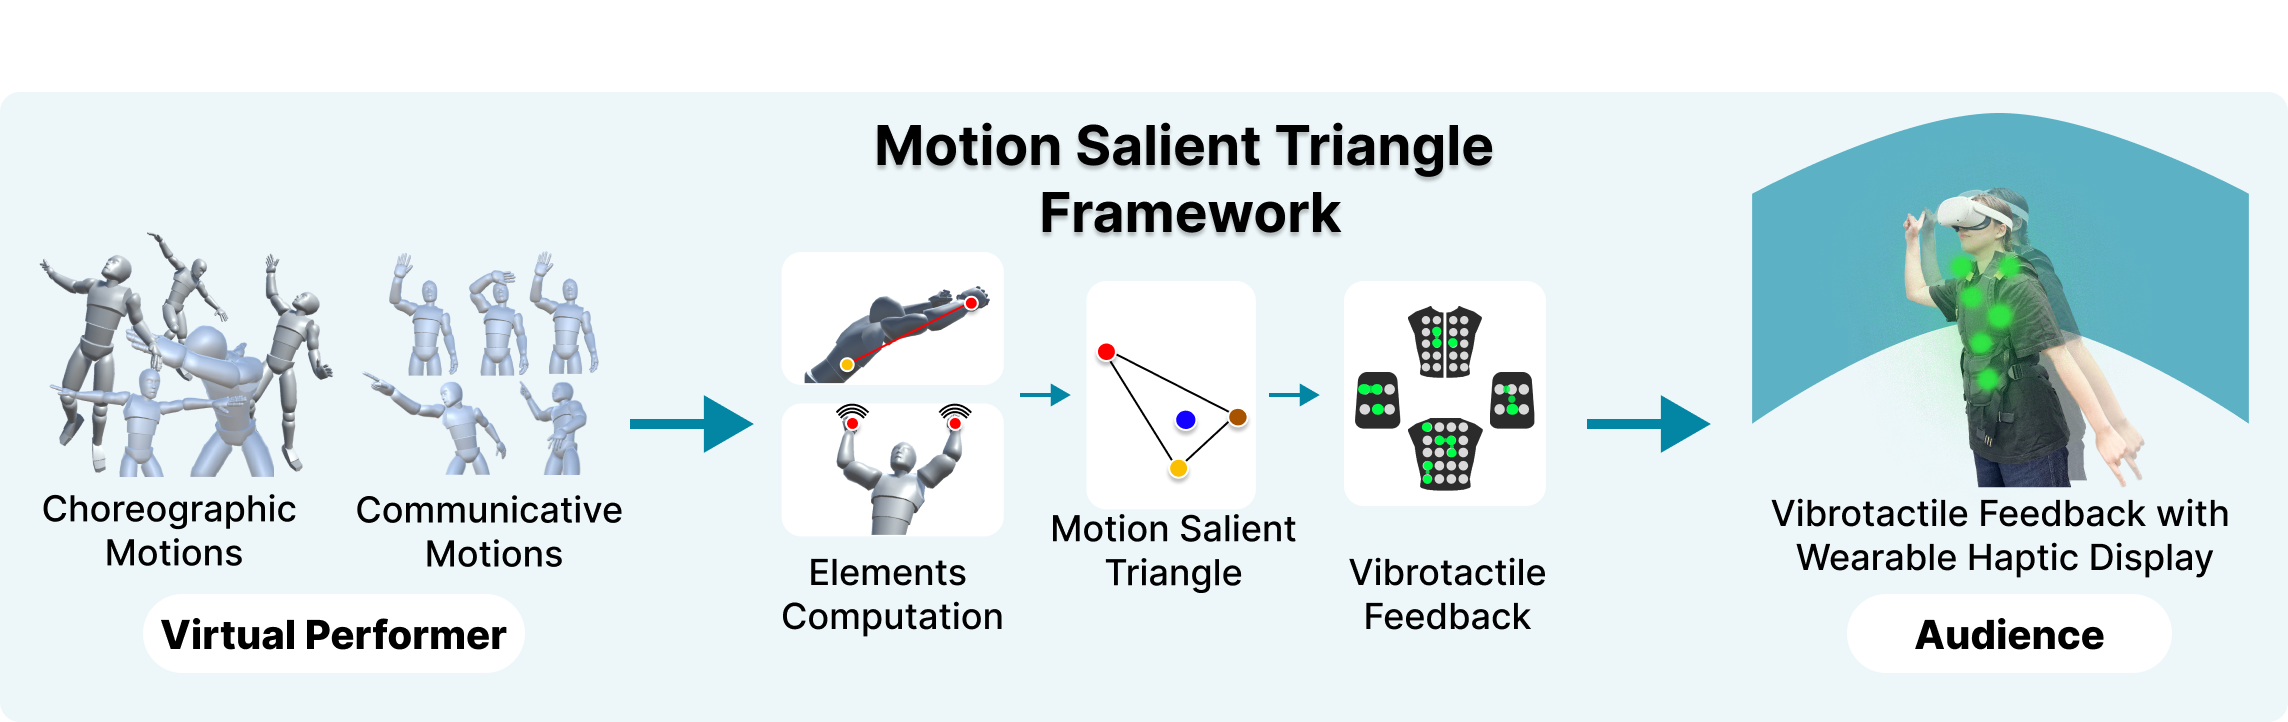 Motion Salient Triangle
Framework
Choreographic
Motions
Communicative
Motions
Virtual Performer
Elements
Computation
Motion Salient
Triangle
Vibrotactile
Feedback
Vibrotactile Feedback with
Wearable Haptic Display
Audience